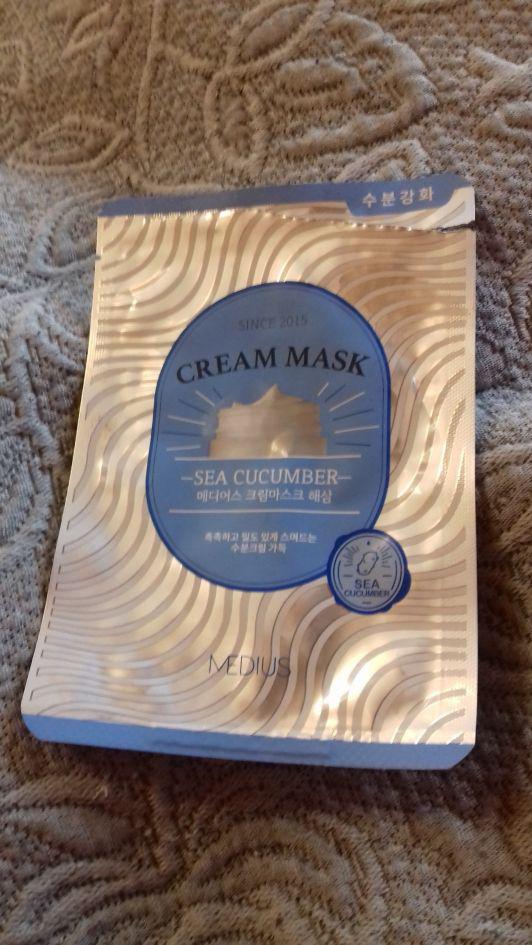 수분강화
SINCE 2015
CREAM MASK
SEA CUCUMBER
메디어스 크림마스크 해삼
촉촉하고 밀도 있게 스며드는
수분크림 가득
SEA
CUCUMBER
MEDIUS